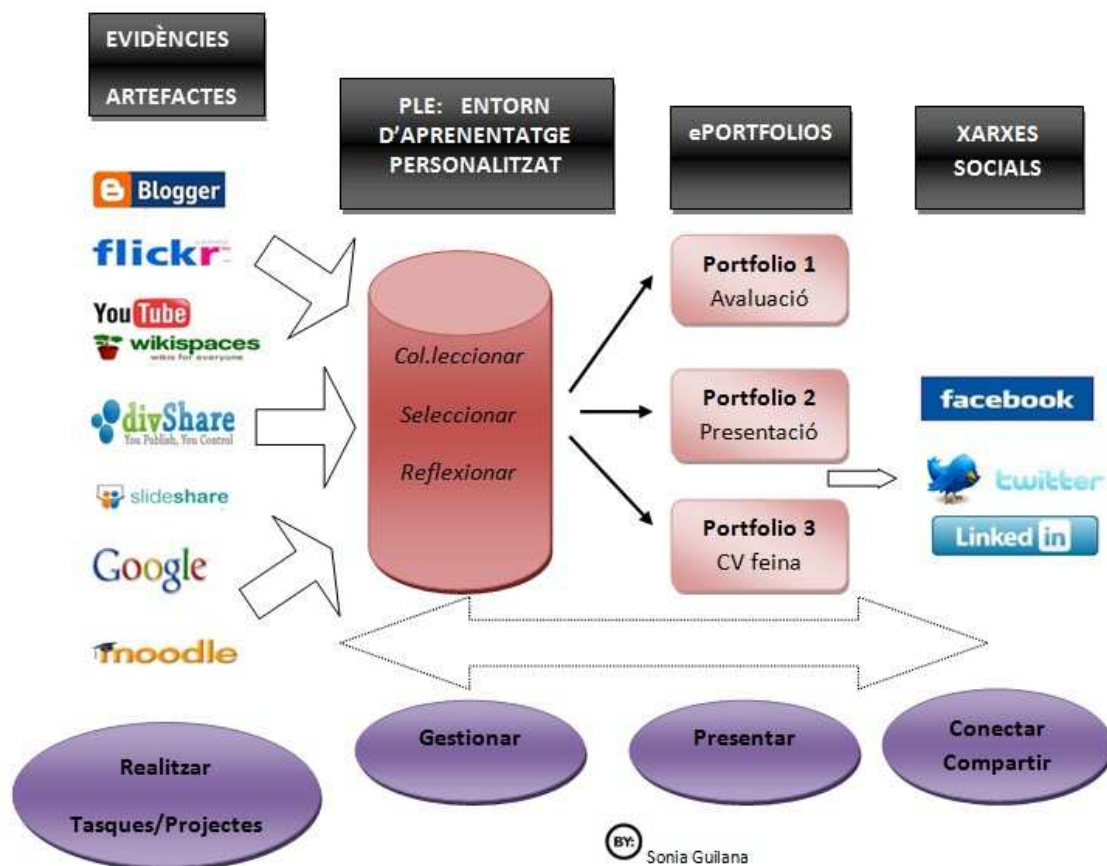 EVIDÈNCIES
ARTEFACTES
PLE: ENTORN
D'APRENENTATGE
PERSONALITZAT
ePORTFOLIOS
XARXES
SOCIALS
Blogger
flickr
You Tube
wikispaces
wikis for everyone
divShare
You Publish, You Control
slideshare
Google
moodle
Col.leccionar
Seleccionar
Reflexionar
Portfolio 1
Avaluació
Portfolio 2
Presentació
Portfolio 3
CV feina
facebook
twitter
Linked in
Realitzar
Tasques/Projectes
Gestionar
Presentar
Conectar
Compartir
BY:
Sonia Guilana